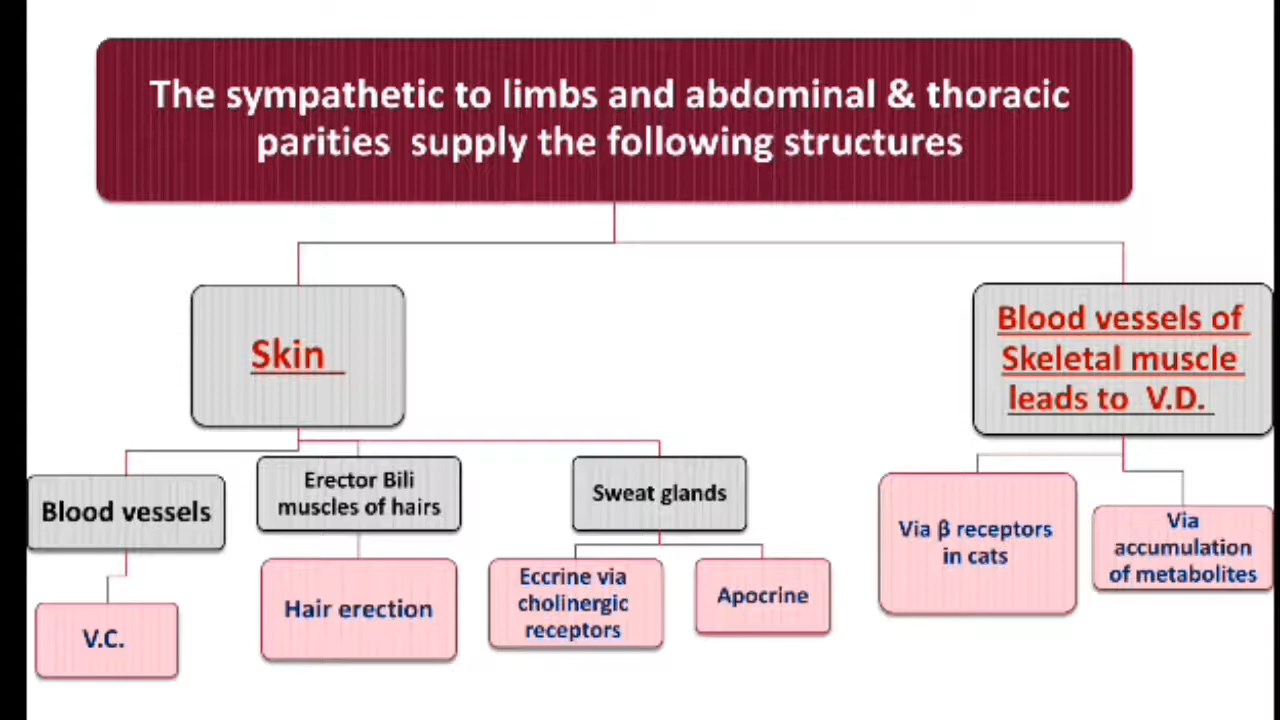 The sympathetic to limbs and abdominal & thoracic
parities supply the following structures
Skin
Blood vessels of
Skeletal muscle
leads to V.D.
Blood vessels
Erector Bili
muscles of hairs
Sweat glands
V.C.
Hair erection
Eccrine via
cholinergic
receptors
Apocrine
Via β receptors
in cats
Via
accumulation
of metabolites